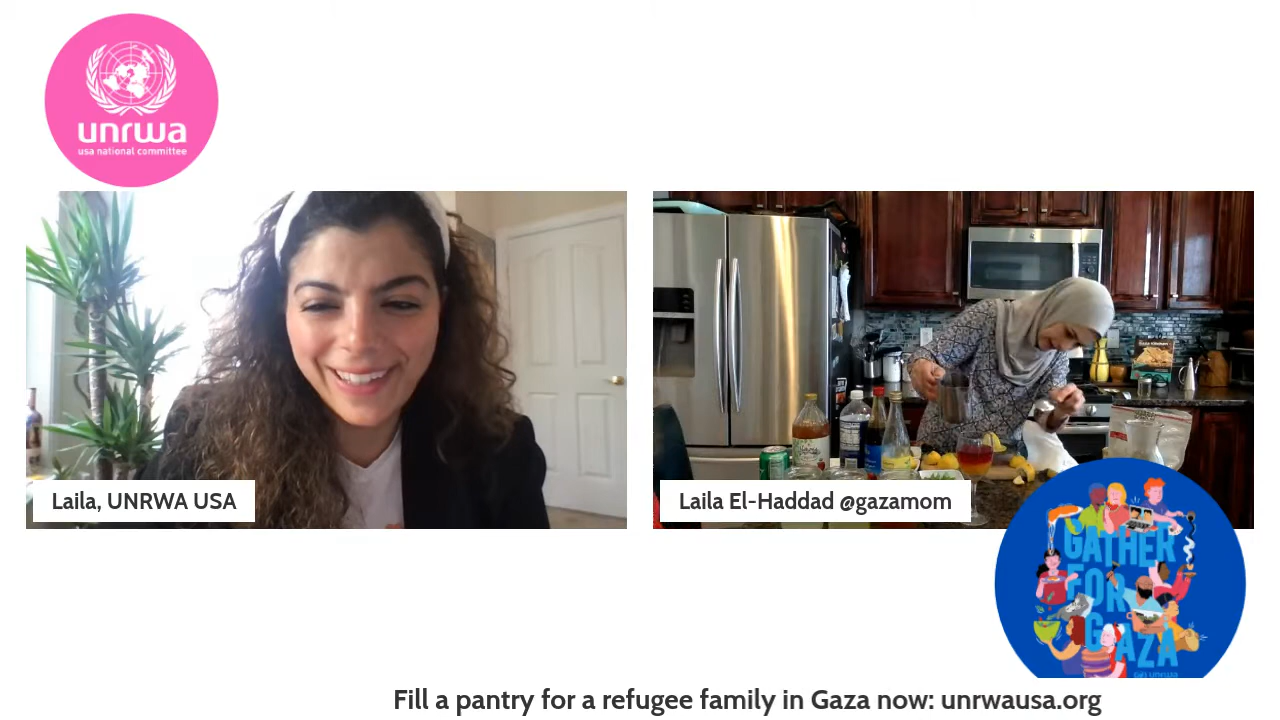 unrwa
usa national committee
Laila, UNRWA USA
Laila El-Haddad @gazamom
GATHER
FOR
GAZA
unrwa
Fill a pantry for a refugee family in Gaza now: unrwausa.org